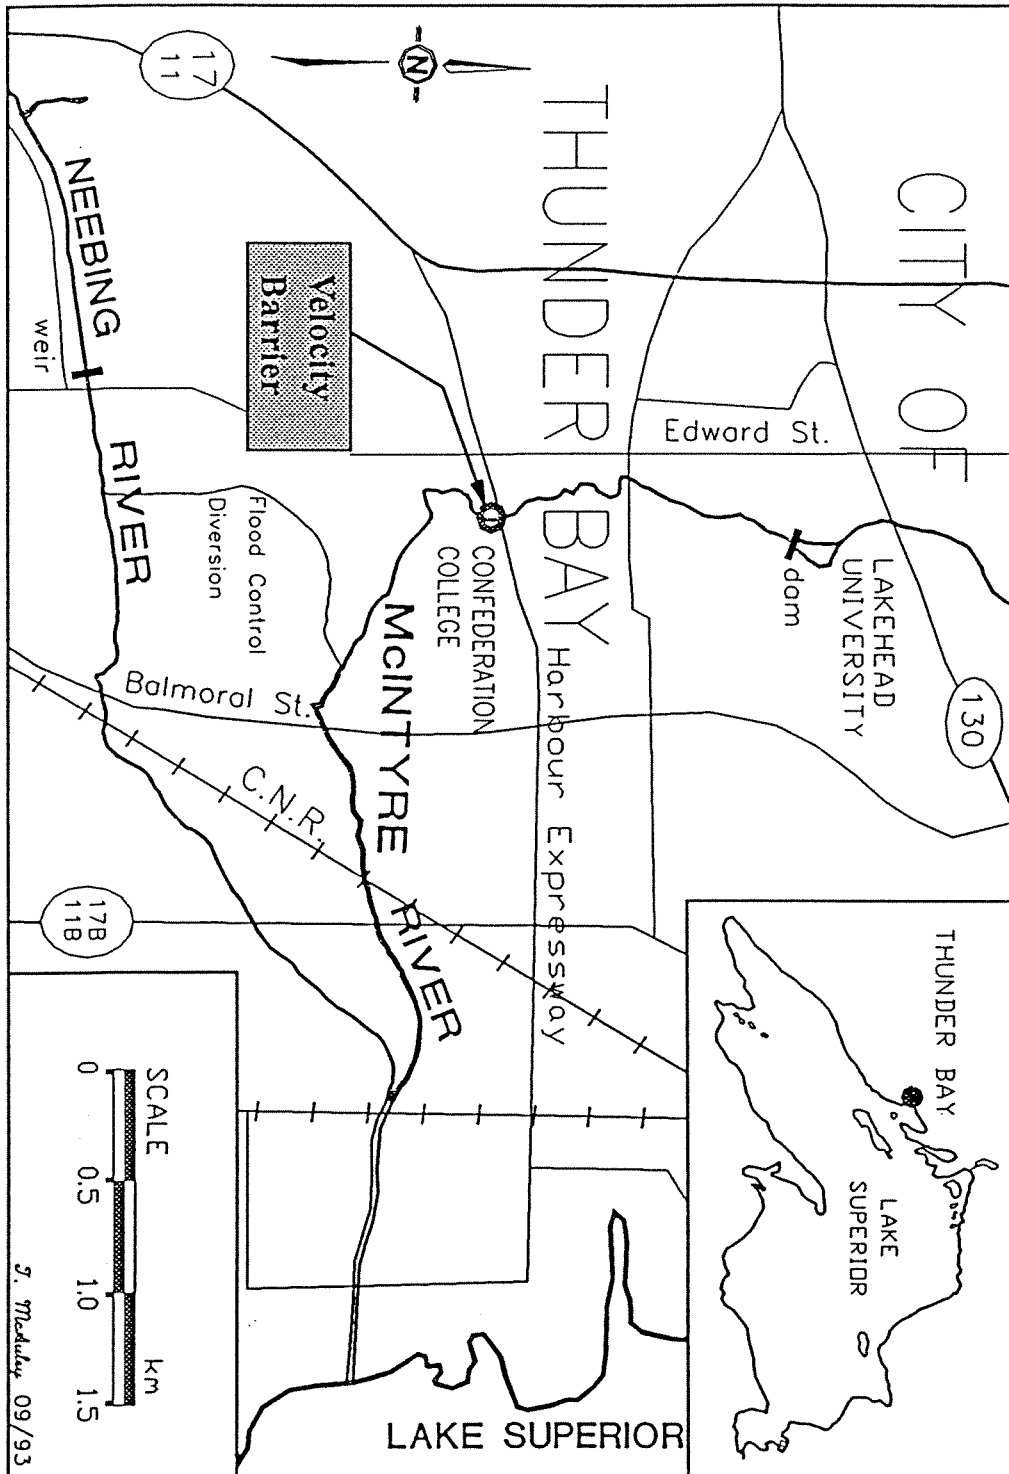 CITY OF
THUNDER BAY
N
17
11
130
17B
11B
Edward St.
LAKEHEAD
UNIVERSITY
dam
Velocity
Barrier
CONFEDERATION
COLLEGE
Harbour Expressway
McINTYRE RIVER
NEEBING RIVER
weir
Flood Control
Diversion
Balmoral St.
C.N.R.
THUNDER BAY
LAKE
SUPERIOR
LAKE SUPERIOR
SCALE
0 0.5 1.0 1.5
km
09/93